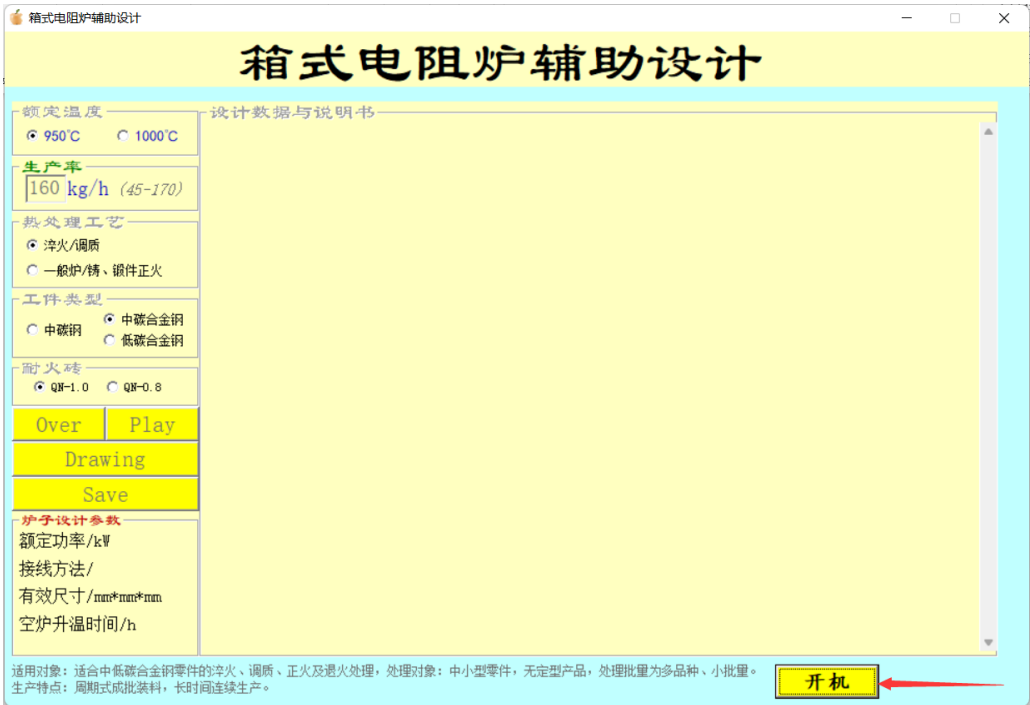 箱式电阻炉辅助设计
箱式电阻炉辅助设计
额定温度
950℃ 1000℃
生产率
160 kg/h (45-170)
热处理工艺
淬火/调质
一般炉/铸、锻件正火
工件类型
中碳钢
中碳合金钢
低碳合金钢
耐火砖
QN-1.0 QN-0.8
Over Play
Drawing
Save
炉子设计参数
额定功率/kW
接线方法/
有效尺寸/mm*mm*mm
空炉升温时间/h
设计数据与说明书
适用对象：适合中低碳合金钢零件的淬火、调质、正火及退火处理，处理对象：中小型零件，无定型产品，处理批量为多品种、小批量。
生产特点：周期式成批装料，长时间连续生产。
开机